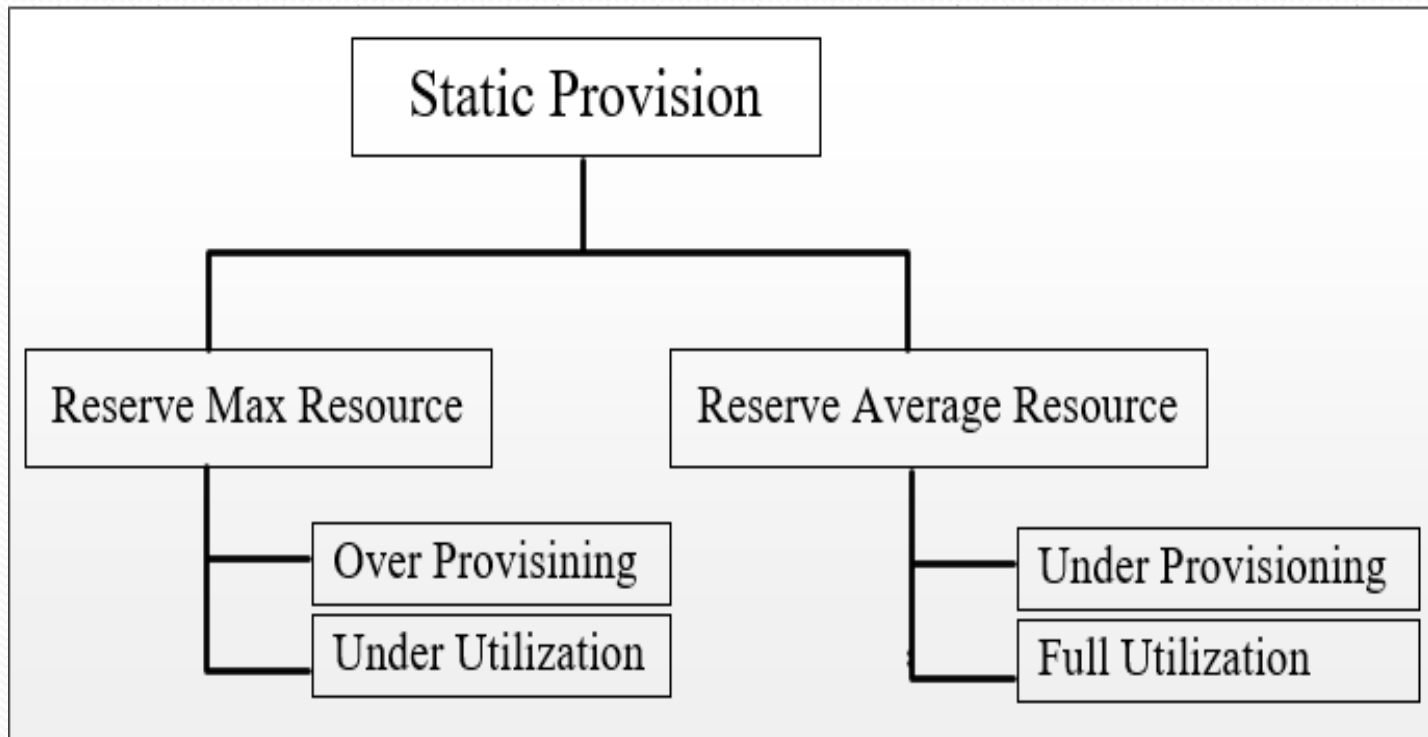 Static Provision
Reserve Max Resource
Reserve Average Resource
Over Provisining
Under Utilization
Under Provisioning
Full Utilization